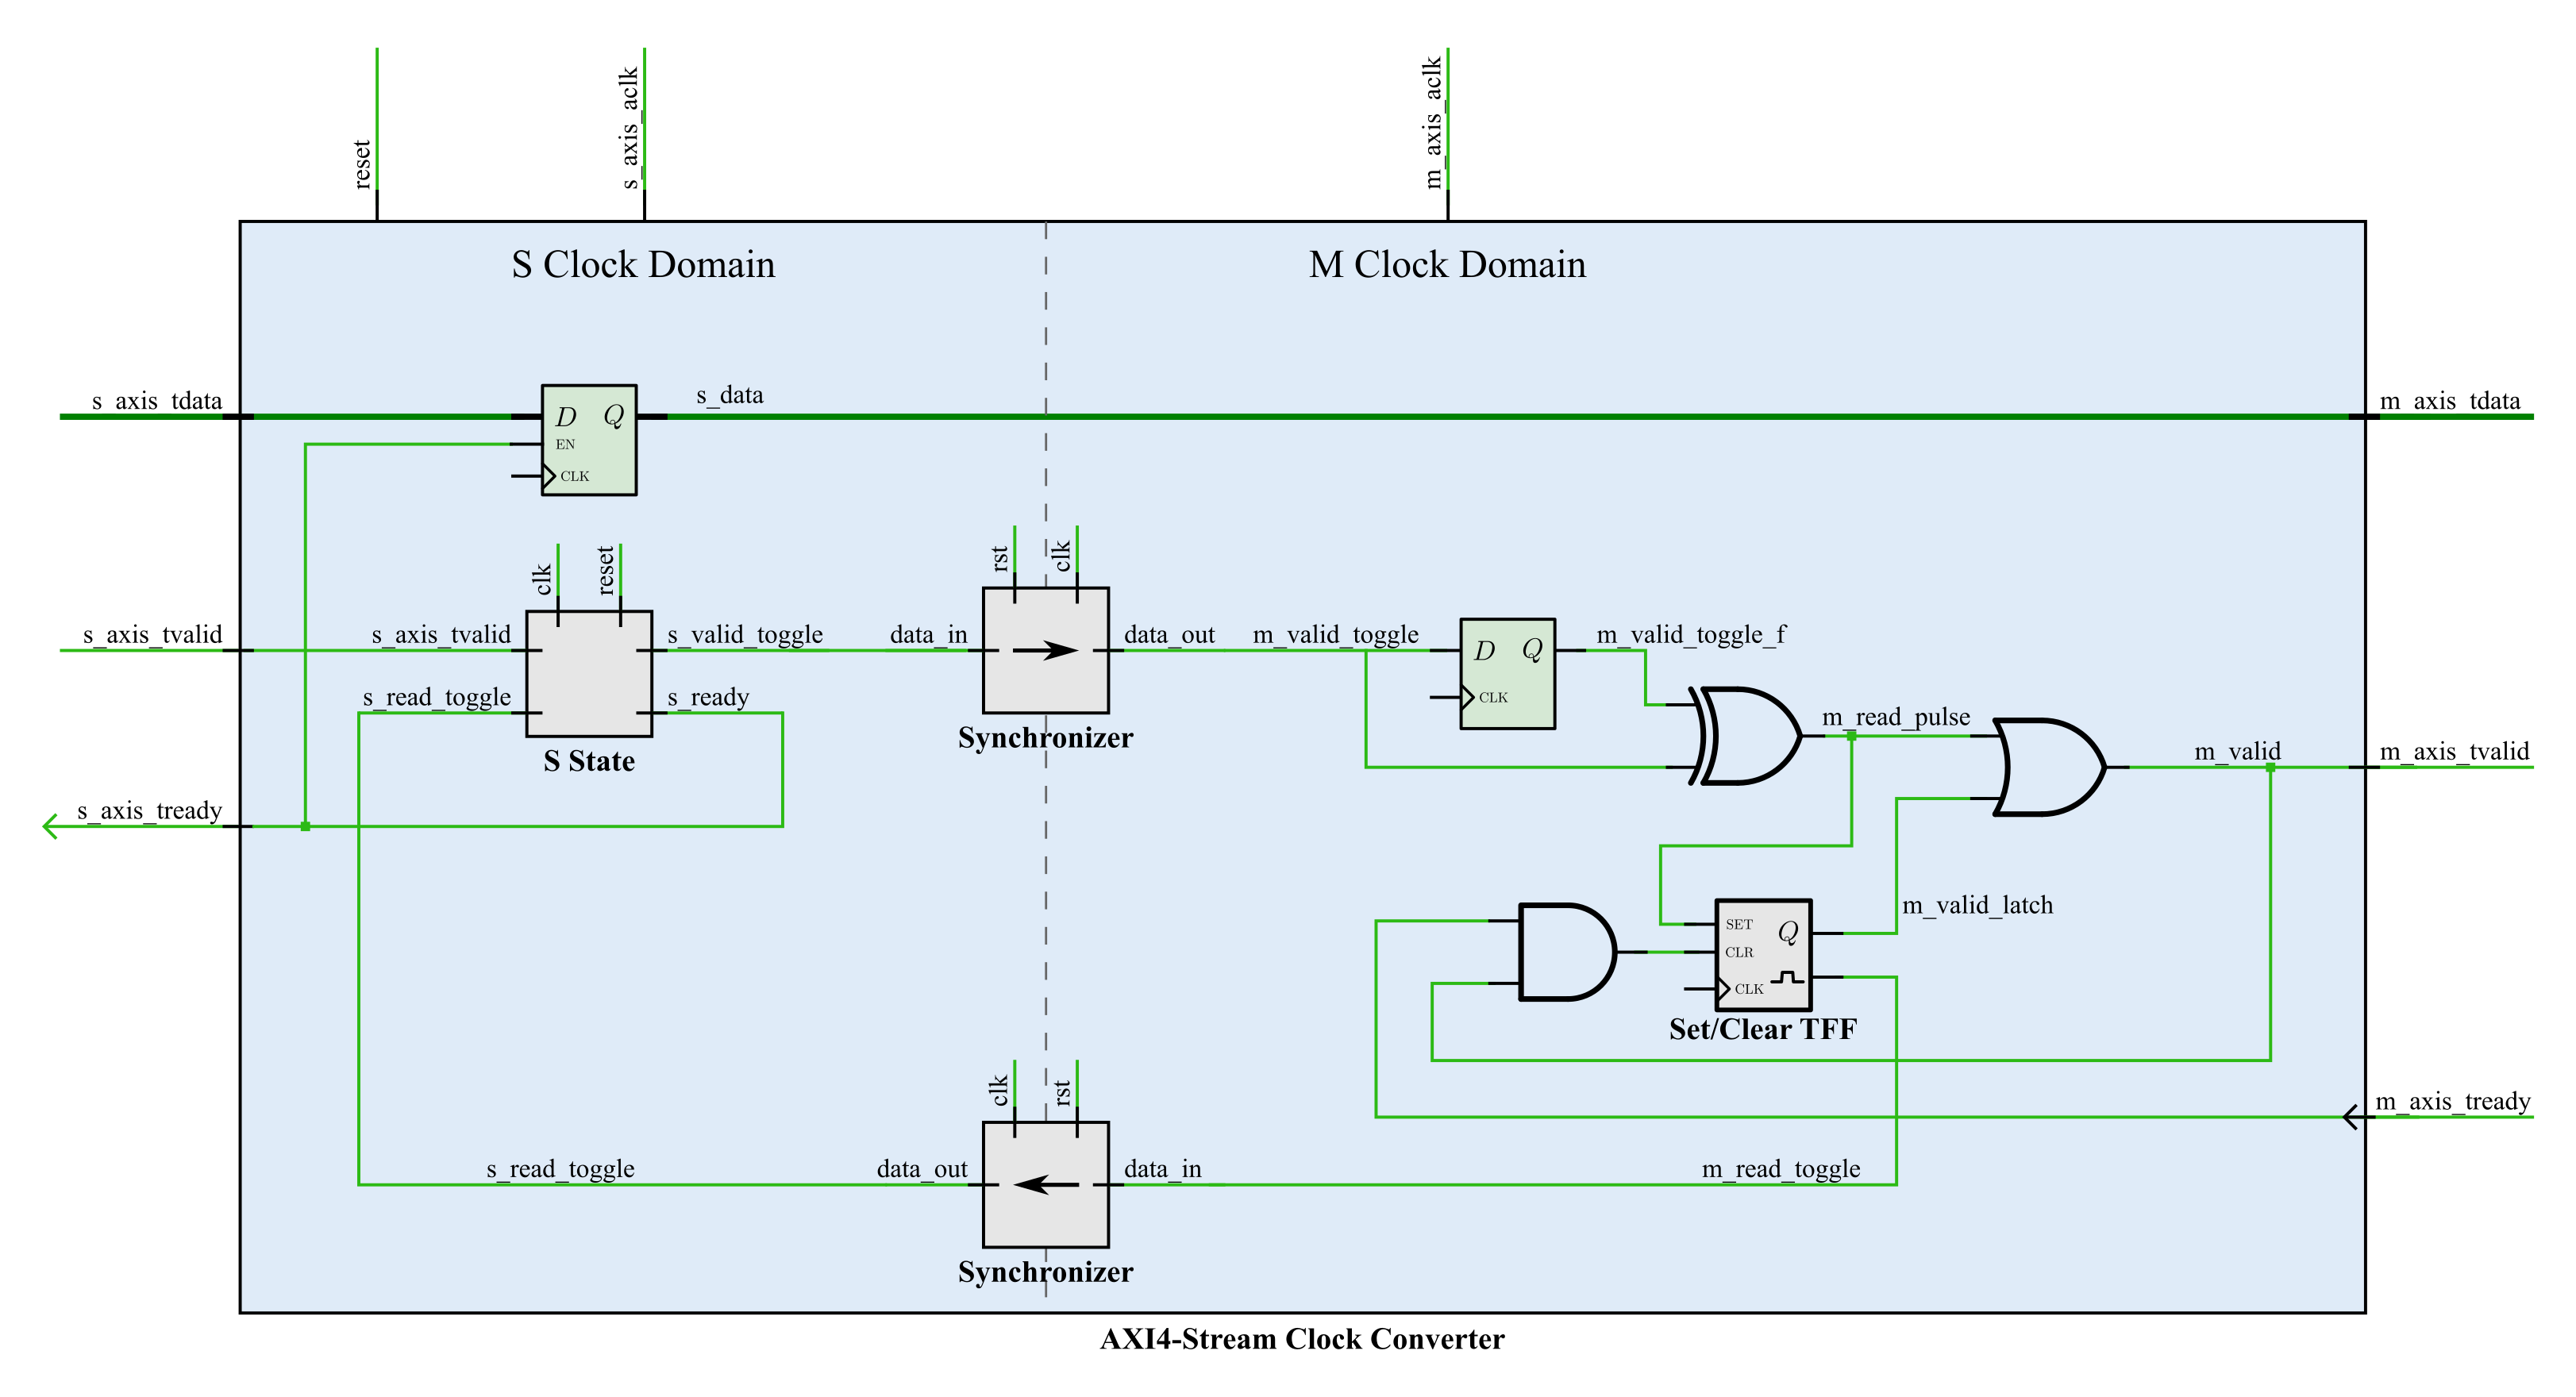 reset
s_axis_aclk
m_axis_aclk
S Clock Domain
M Clock Domain
s_axis_tdata
D Q
EN
CLK
s_data
m_axis_tdata
clk
reset
rst
clk
s_axis_tvalid
s_axis_tvalid
s_valid_toggle
data_in
data_out
m_valid_toggle
D Q
CLK
m_valid_toggle_f
s_read_toggle
s_ready
S State
Synchronizer
m_read_pulse
m_valid
m_axis_tvalid
s_axis_tready
m_valid_latch
SET
Q
CLR
CLK
Set/Clear TFF
clk
rst
m_axis_tready
s_read_toggle
data_out
data_in
m_read_toggle
Synchronizer
AXI4-Stream Clock Converter